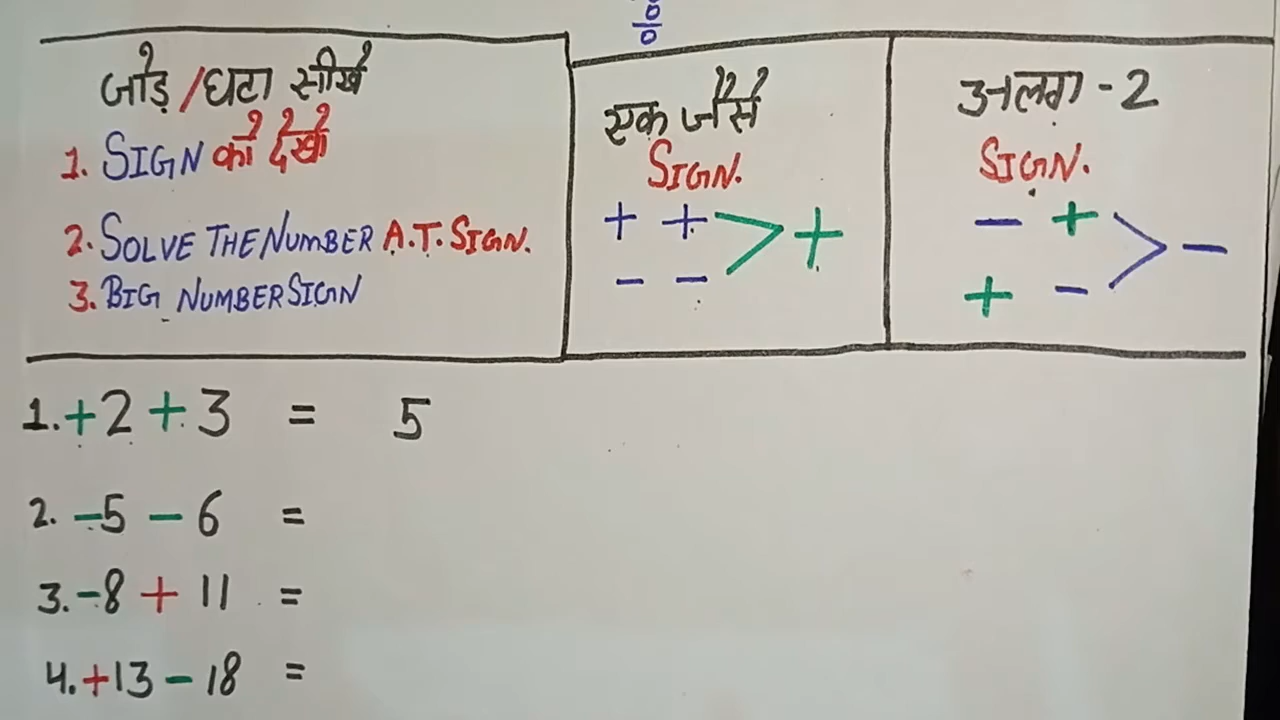 जोड़ /घटा सीखें
1. SIGN को देखो
2. SOLVE THE NUMBER A.T. SIGN.
3. BIG NUMBER SIGN
एक जैसे
SIGN.
+ + > +
- -
अलग - 2
SIGN.
- + > -
+ -
1. +2 +3 = 5
2. -5 - 6 =
3. -8 + 11 =
4. +13 - 18 =